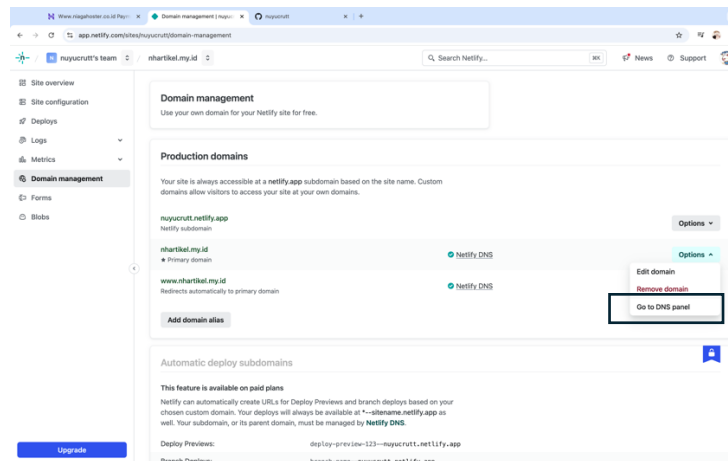 Www.niagahoster.co.id Paym
Domain management | nuyuc
nuyucrutt
app.netlify.com/sites/nuyucrutt/domain-management
N nuyucrutt's team / nhartikel.my.id
Search Netlify...
⌘K
News
Support
Site overview
Site configuration
Deploys
Logs
Metrics
Domain management
Forms
Blobs
Upgrade
Domain management
Use your own domain for your Netlify site for free.
Production domains
Your site is always accessible at a netlify.app subdomain based on the site name. Custom
domains allow visitors to access your site at your own domains.
nuyucrutt.netlify.app
Netlify subdomain
Options
nhartikel.my.id
★ Primary domain
Netlify DNS
Options
Edit domain
Remove domain
Go to DNS panel
www.nhartikel.my.id
Redirects automatically to primary domain
Netlify DNS
Add domain alias
Automatic deploy subdomains
This feature is available on paid plans
Netlify can automatically create URLs for Deploy Previews and branch deploys based on your
chosen custom domain. Your deploys will always be available at *--sitename.netlify.app as
well. Your subdomain, or its parent domain, must be managed by Netlify DNS.
Deploy Previews: deploy-preview-123--nuyucrutt.netlify.app
Branch Deploys: branch-name--nuyucrutt.netlify.app